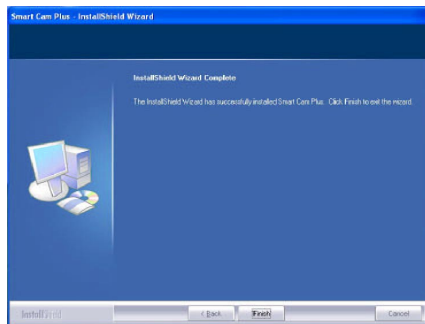 Smart Cam Plus - InstallShield Wizard
InstallShield Wizard Complete
The InstallShield Wizard has successfully installed Smart Cam Plus. Click Finish to exit the wizard.
InstallShield
< Back Finish Cancel